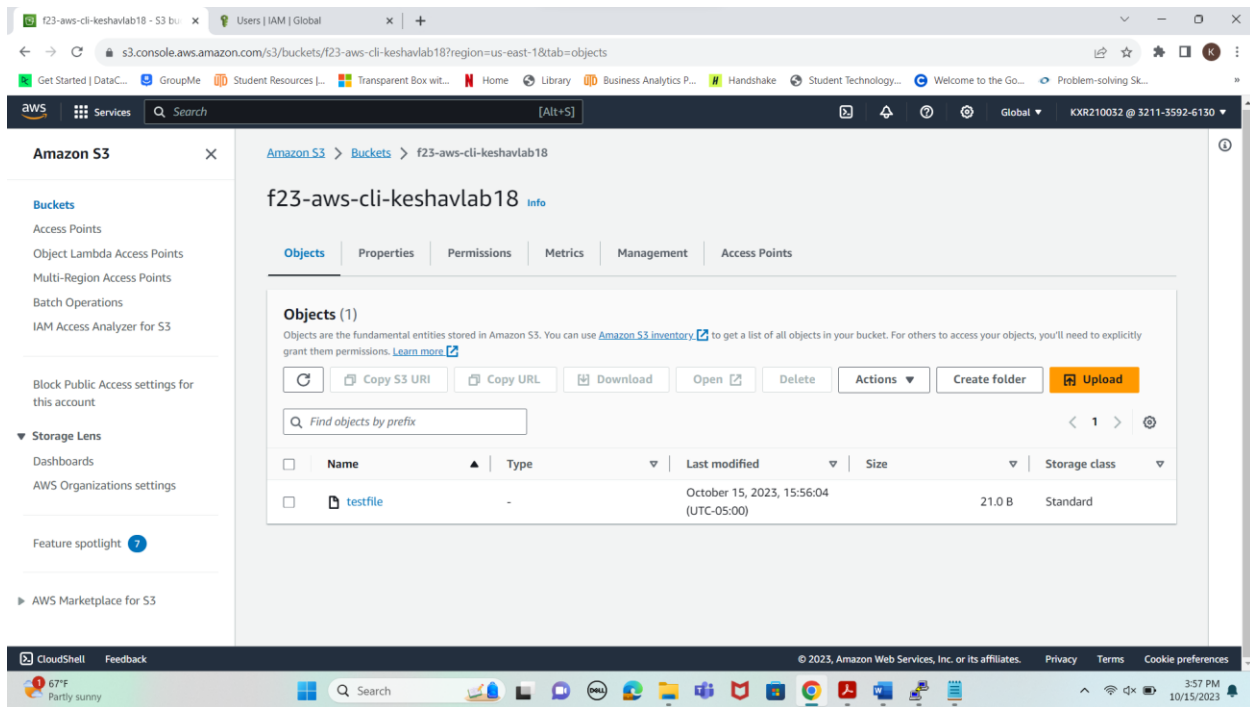 f23-aws-cli-keshavlab18 - S3 bu
Users | IAM | Global
s3.console.aws.amazon.com/s3/buckets/f23-aws-cli-keshavlab18?region=us-east-1&tab=objects
K
Get Started | DataC...
GroupMe
Student Resources |...
Transparent Box wit...
Home
Library
Business Analytics P...
Handshake
Student Technology...
Welcome to the Go...
Problem-solving Sk...
aws
Services
Search
[Alt+S]
Global
KXR210032 @ 3211-3592-6130
Amazon S3
Buckets
Access Points
Object Lambda Access Points
Multi-Region Access Points
Batch Operations
IAM Access Analyzer for S3
Block Public Access settings for
this account
Storage Lens
Dashboards
AWS Organizations settings
Feature spotlight 7
AWS Marketplace for S3
Amazon S3 > Buckets > f23-aws-cli-keshavlab18
f23-aws-cli-keshavlab18 Info
Objects
Properties
Permissions
Metrics
Management
Access Points
Objects (1)
Objects are the fundamental entities stored in Amazon S3. You can use Amazon S3 inventory to get a list of all objects in your bucket. For others to access your objects, you'll need to explicitly
grant them permissions. Learn more
Copy S3 URI
Copy URL
Download
Open
Delete
Actions
Create folder
Upload
Find objects by prefix
1
Name
Type
Last modified
Size
Storage class
testfile
-
October 15, 2023, 15:56:04
(UTC-05:00)
21.0 B
Standard
CloudShell
Feedback
© 2023, Amazon Web Services, Inc. or its affiliates.
Privacy
Terms
Cookie preferences
1
67°F
Partly sunny
Search
DELL
3:57 PM
10/15/2023